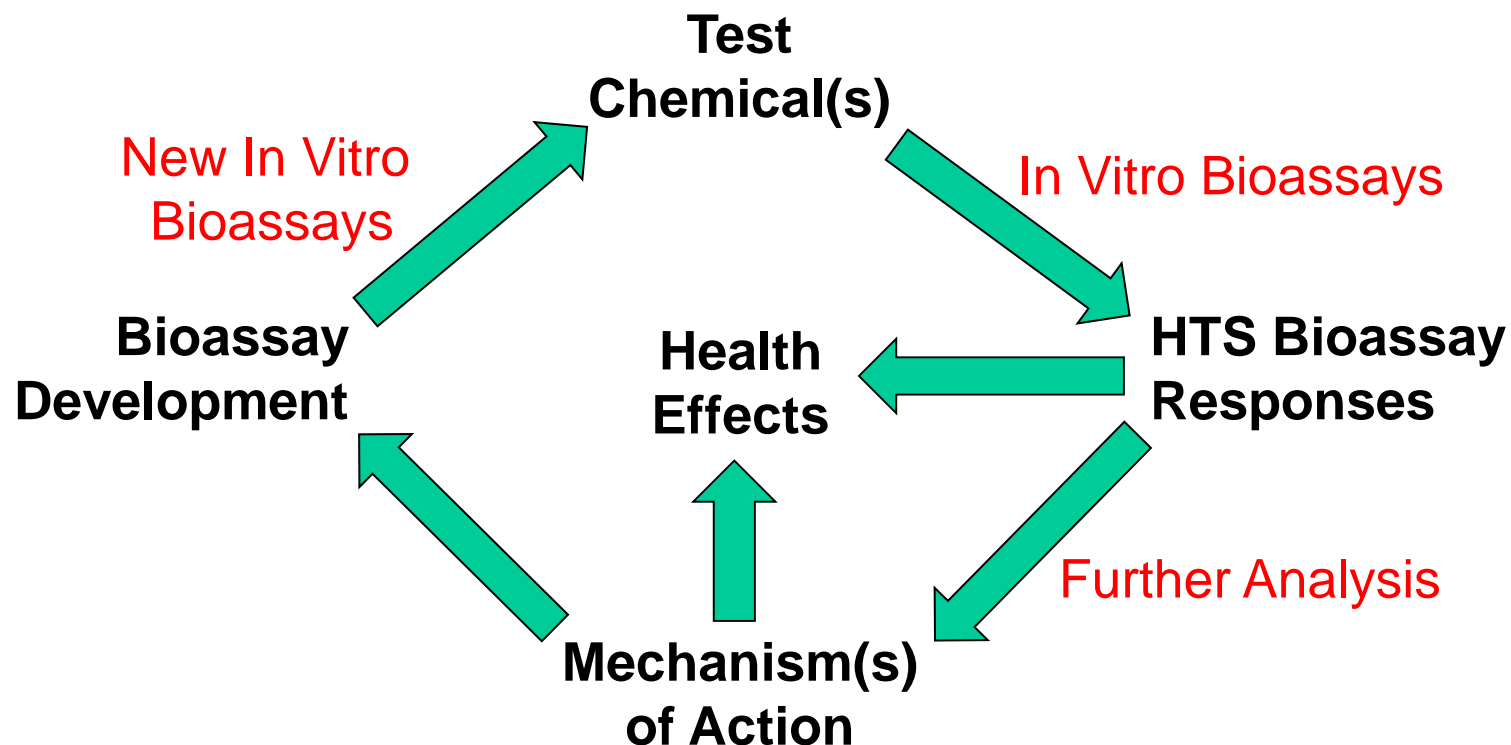 Test
Chemical(s)
New In Vitro
Bioassays
In Vitro Bioassays
Bioassay
Development
Health
Effects
HTS Bioassay
Responses
Further Analysis
Mechanism(s)
of Action